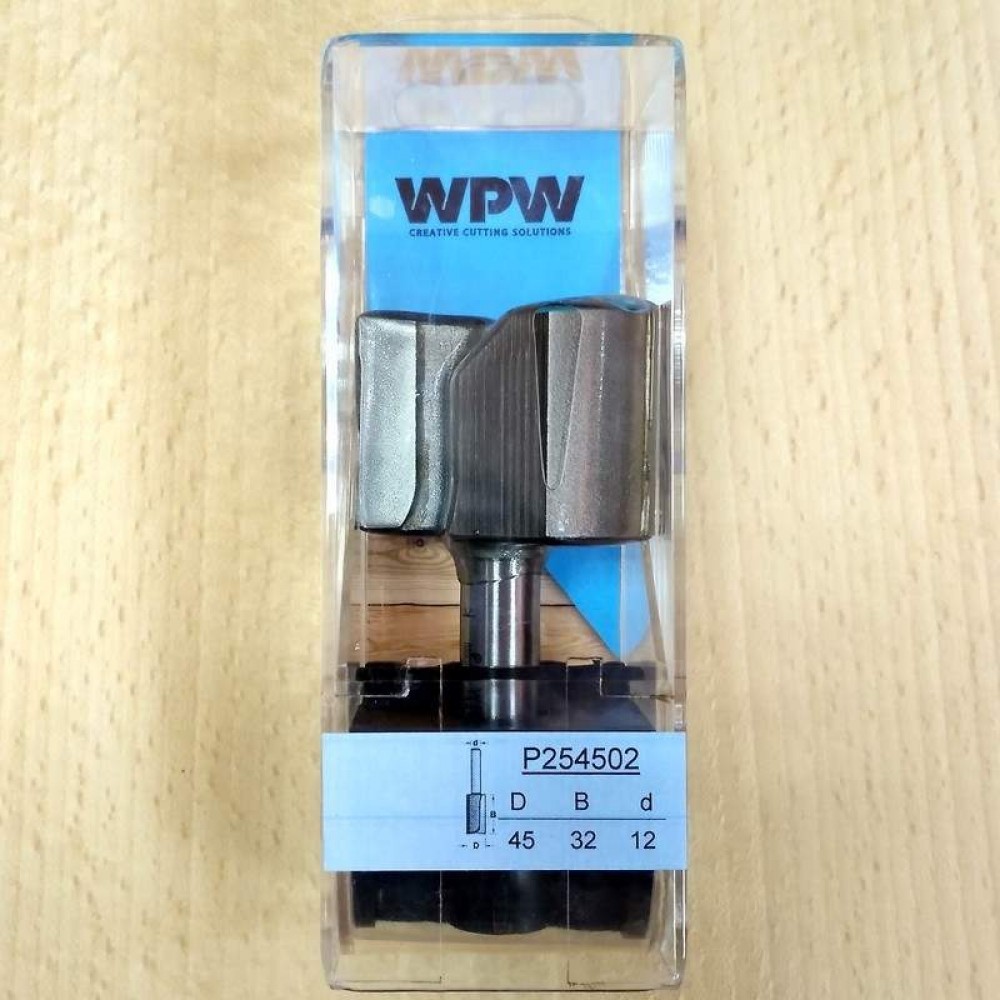 WPW
CREATIVE CUTTING SOLUTIONS
d
P254502
D B d
B
45 32 12
D